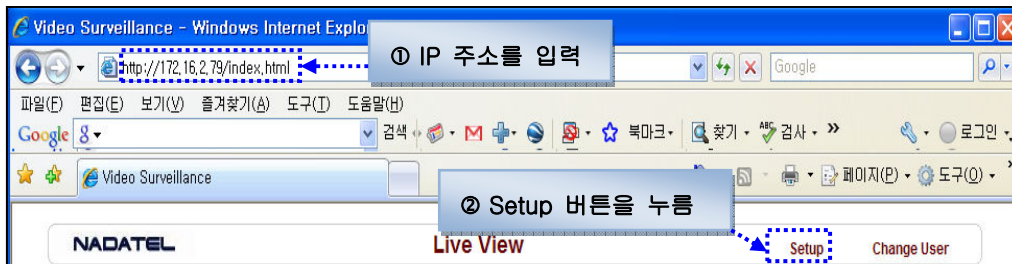 Video Surveillance - Windows Internet Explo
① IP 주소를 입력
http://172.16.2.79/index.html
Google
파일(F) 편집(E) 보기(V) 즐겨찾기(A) 도구(T) 도움말(H)
Google 검색 북마크 찾기 검사 » 로그인
Video Surveillance
페이지(P) 도구(O) »
② Setup 버튼을 누름
NADATEL Live View Setup Change User